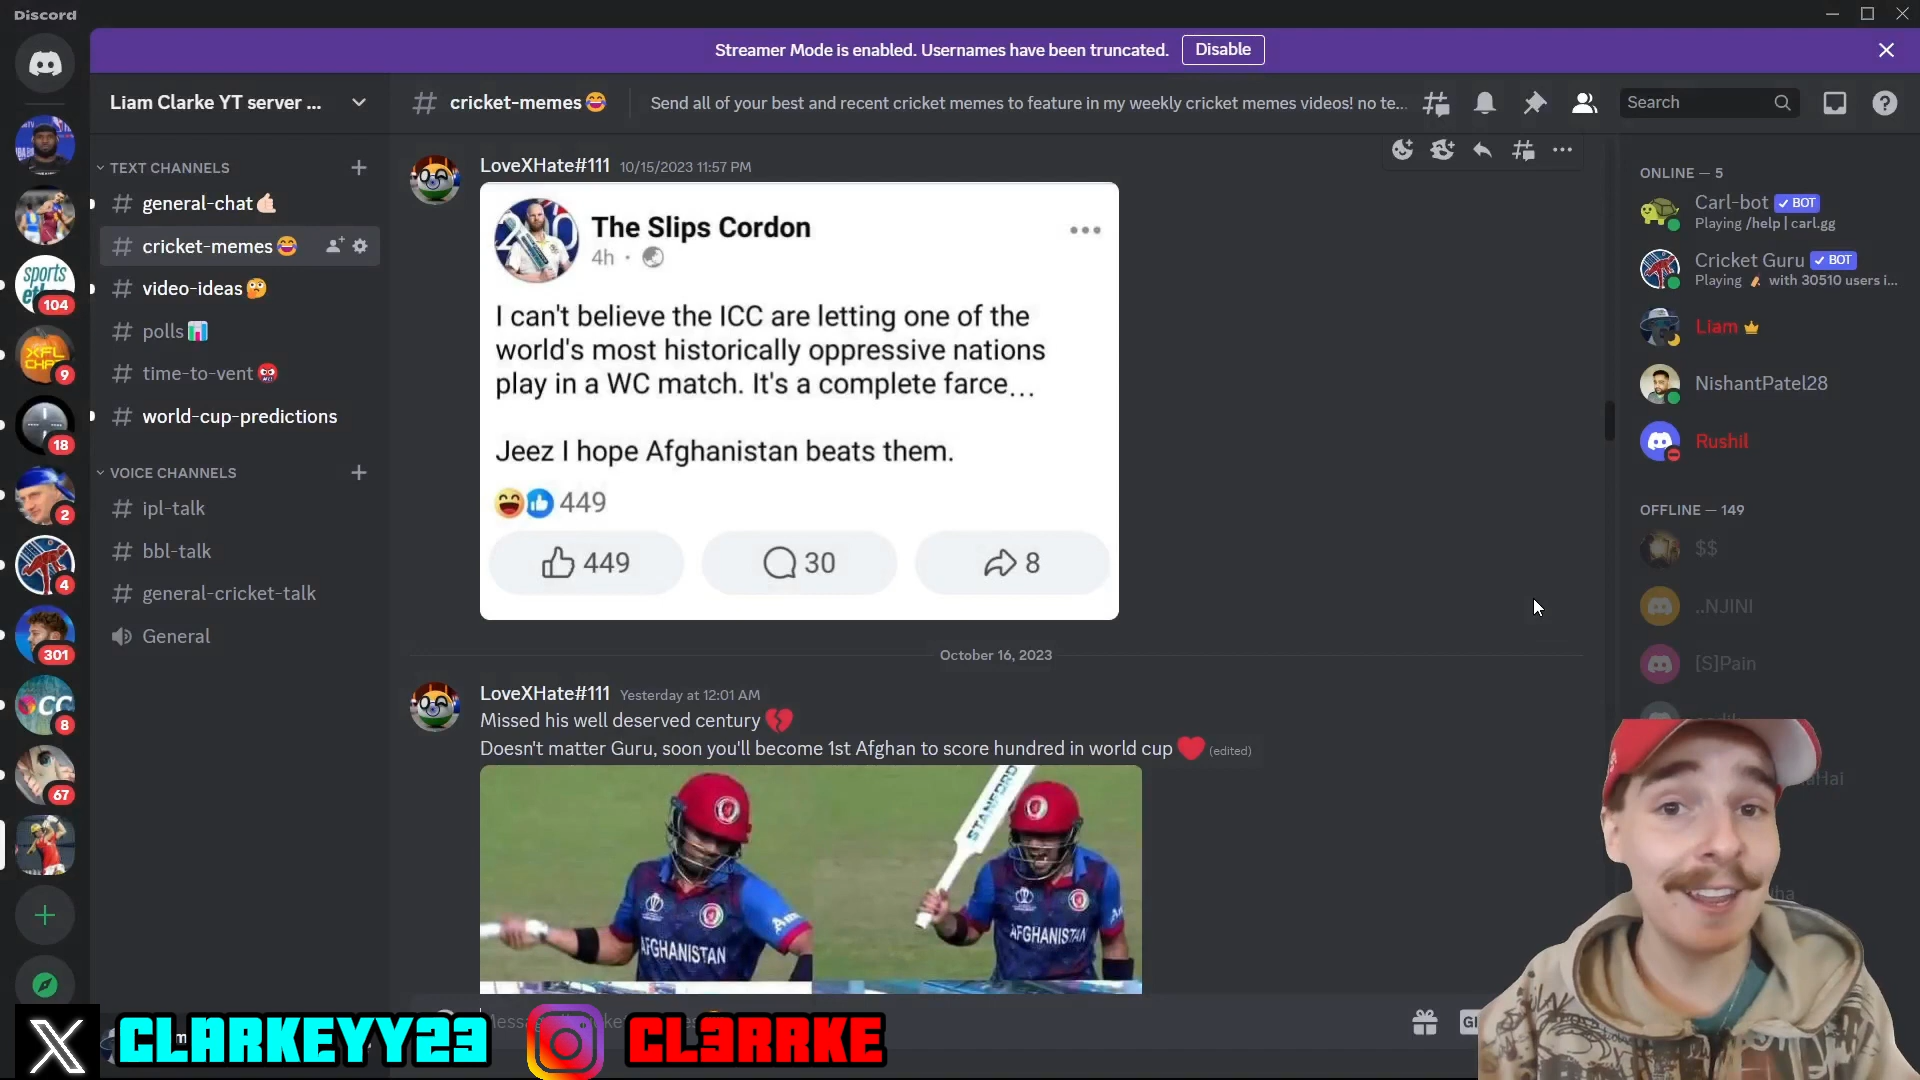 Discord
Streamer Mode is enabled. Usernames have been truncated.
Disable
Liam Clarke YT server ...
cricket-memes😂
Send all of your best and recent cricket memes to feature in my weekly cricket memes videos! no te...
Search
TEXT CHANNELS
general-chat🤙🏻
cricket-memes😂
video-ideas🤔
polls📊
time-to-vent🤬
world-cup-predictions
VOICE CHANNELS
ipl-talk
bbl-talk
general-cricket-talk
General
sports
104
XFL
9
18
2
4
301
CC
8
67
LoveXHate#111 10/15/2023 11:57 PM
The Slips Cordon
4h
I can't believe the ICC are letting one of the
world's most historically oppressive nations
play in a WC match. It's a complete farce...
Jeez I hope Afghanistan beats them.
449
449
30
8
October 16, 2023
LoveXHate#111 Yesterday at 12:01 AM
Missed his well deserved century 💔
Doesn't matter Guru, soon you'll become 1st Afghan to score hundred in world cup ❤️ (edited)
STANFORD
AFGHANISTAN
AFGHANISTAN
ONLINE — 5
Carl-bot ✓ BOT
Playing /help | carl.gg
Cricket Guru ✓ BOT
Playing 🏏 with 30510 users i...
Liam
NishantPatel28
Rushil
OFFLINE — 149
$$
..NJINI
[S]Pain
X
CLARKEYY23
CL3RRKE